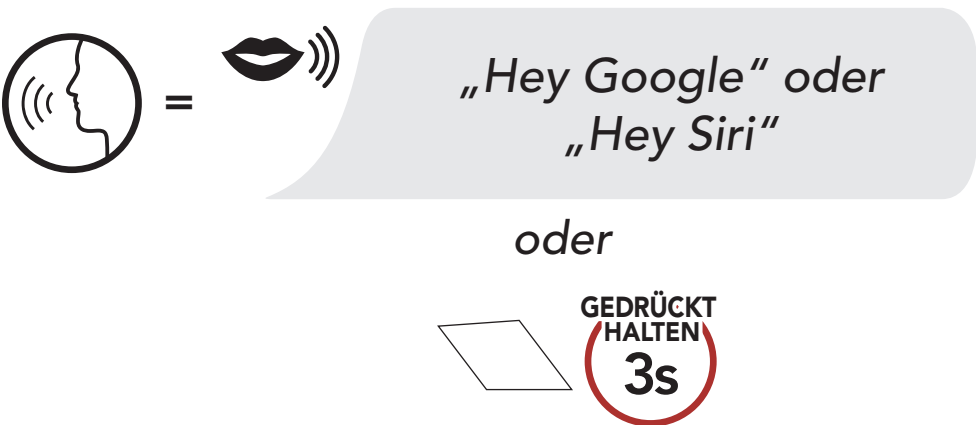 =
„Hey Google“ oder
„Hey Siri“
oder
GEDRÜCKT
HALTEN
3s